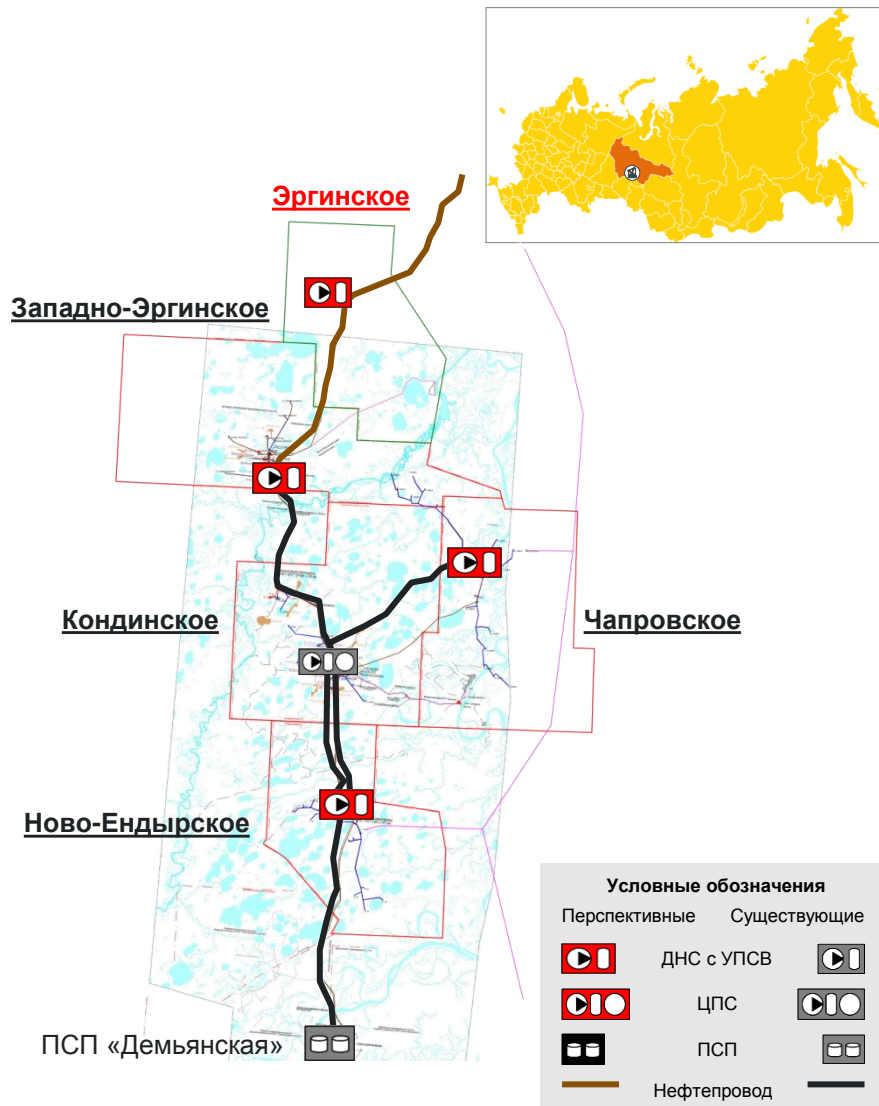 Эргинское
Западно-Эргинское
Кондинское
Чапровское
Ново-Ендырское
ПСП «Демьянская»
Условные обозначения
Перспективные Существующие
ДНС с УПСВ
ЦПС
ПСП
Нефтепровод